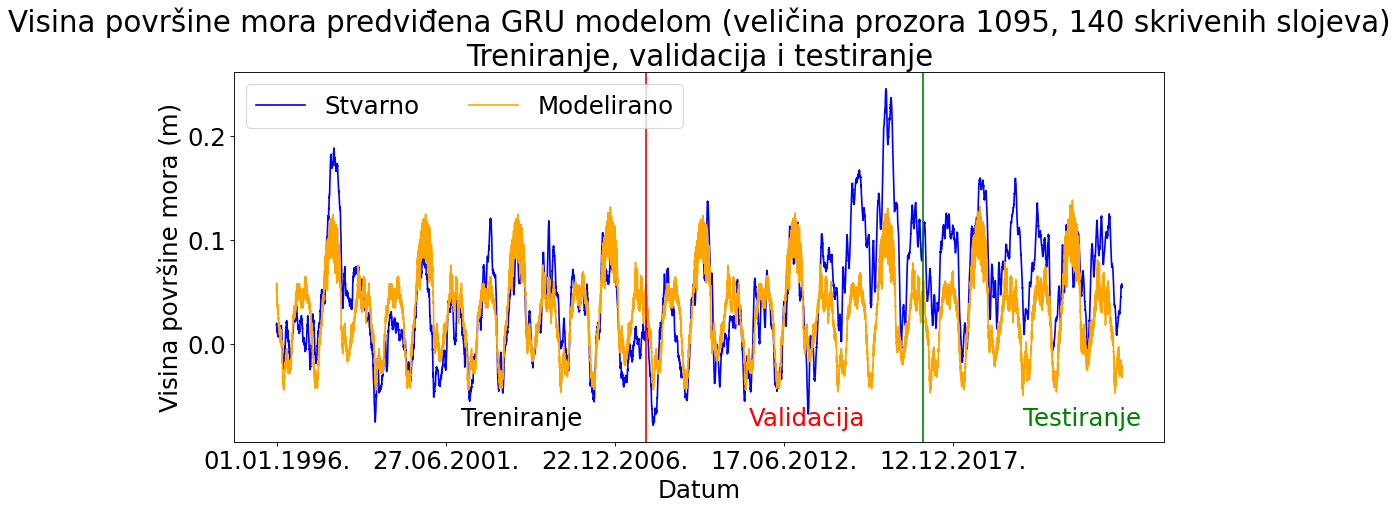 Visina površine mora predviđena GRU modelom (veličina prozora 1095, 140 skrivenih slojeva)
Treniranje, validacija i testiranje
Stvarno
Modelirano
Visina površine mora (m)
0.2
0.1
0.0
Treniranje
Validacija
Testiranje
01.01.1996.
27.06.2001.
22.12.2006.
17.06.2012.
12.12.2017.
Datum